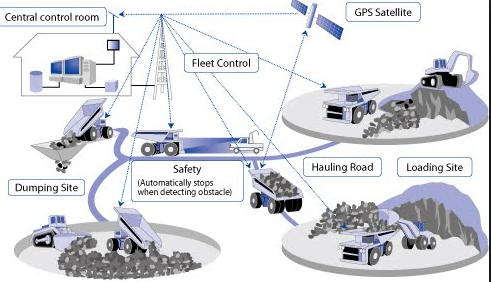 Central control room
GPS Satellite
Fleet Control
Safety
(Automatically stops
when detecting obstacle)
Hauling Road
Loading Site
Dumping Site